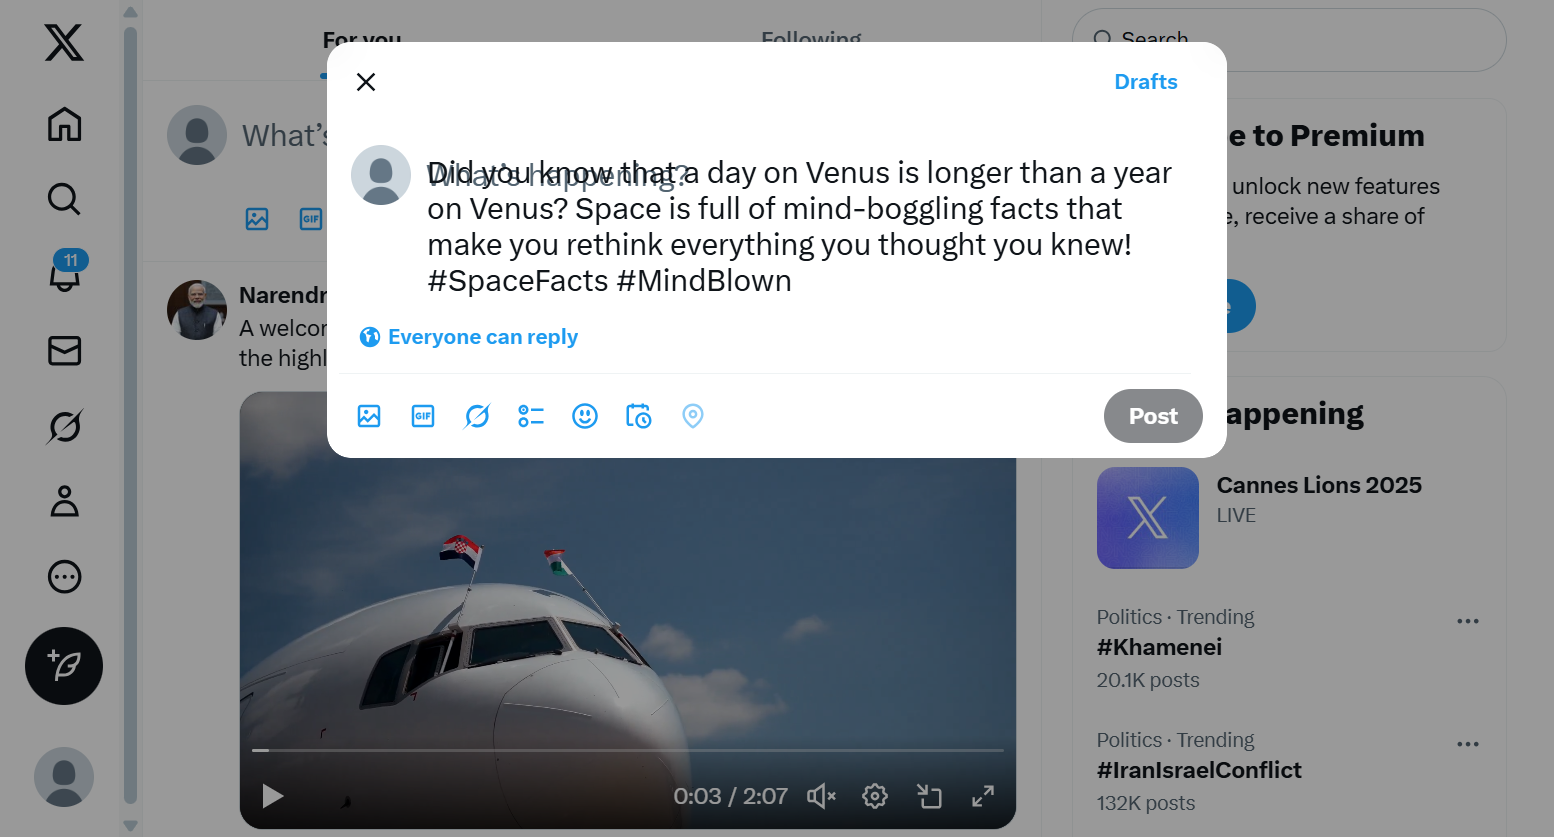 For you
Following
Search
Drafts
What's
What's happening?
Did you know that a day on Venus is longer than a year
on Venus? Space is full of mind-boggling facts that
make you rethink everything you thought you knew!
#SpaceFacts #MindBlown
Everyone can reply
GIF
GIF
Post
11
Narendr
A welcom
the highl
0:03 / 2:07
e to Premium
unlock new features
e, receive a share of
e
appening
Cannes Lions 2025
LIVE
Politics · Trending
#Khamenei
20.1K posts
Politics · Trending
#IranIsraelConflict
132K posts